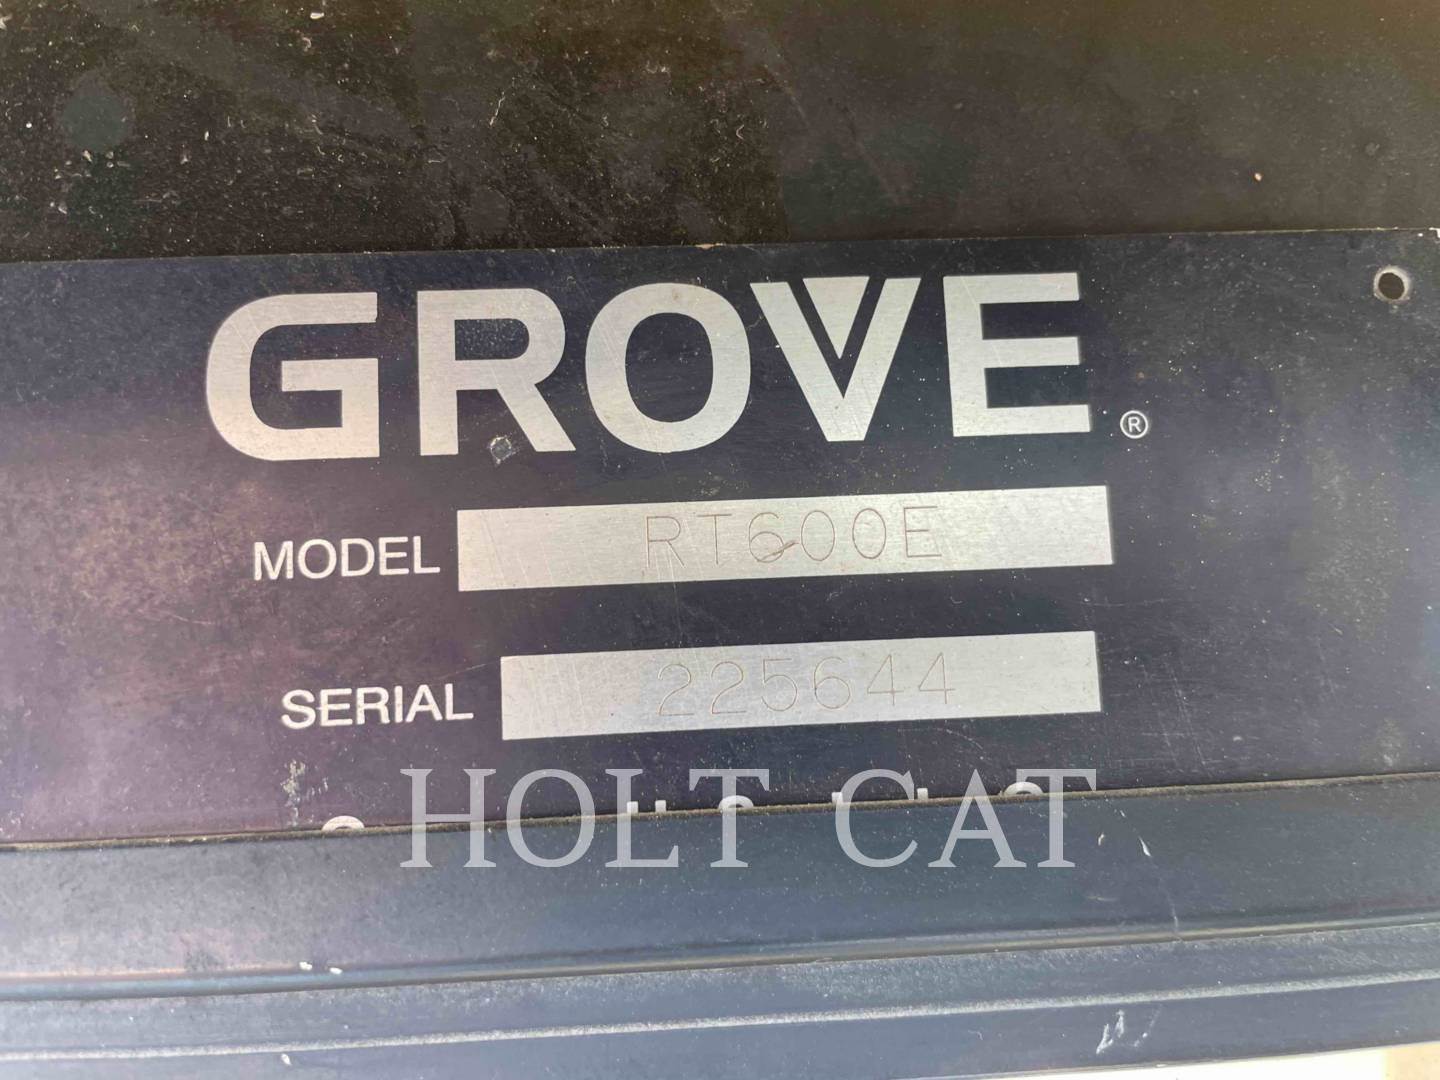 GROVE®
MODEL RT600E
SERIAL 225644
HOLT CAT